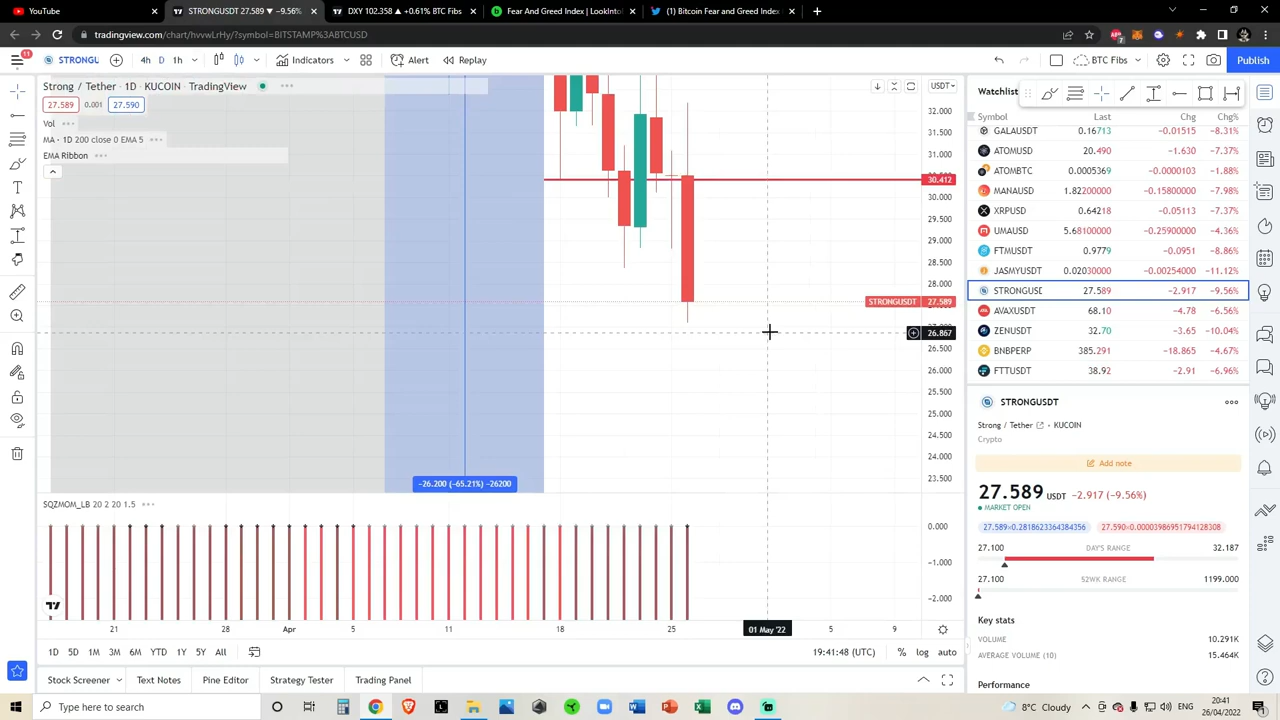 YouTube
STRONGUSDT 27.589 ▼ −9.56%
DXY 102.358 ▲ +0.61% BTC Fibs
Fear And Greed Index | LookInto
(1) Bitcoin Fear and Greed Index
tradingview.com/chart/hvvwLrHy/?symbol=BITSTAMP%3ABTCUSD
11
STRONGU
4h D 1h
Indicators
Alert
Replay
BTC Fibs
Publish
Strong / Tether · 1D · KUCOIN · TradingView
27.589 0.001 27.590
Vol
MA · 1D 200 close 0 EMA 5
EMA Ribbon
USDT
32.000
31.500
31.000
30.412
30.000
29.500
29.000
28.500
28.000
STRONGUSDT 27.589
26.867
26.500
26.000
25.500
25.000
24.500
24.000
23.500
−26.200 (−65.21%) −26200
SQZMOM_LB 20 2 20 1.5
0.000
−1.000
−2.000
21 28 Apr 5 11 18 25 01 May '22 5 9
1D 5D 1M 3M 6M YTD 1Y 5Y All
19:41:48 (UTC) % log auto
Stock Screener Text Notes Pine Editor Strategy Tester Trading Panel
Watchlist
Symbol Last Chg Chg%
GALAUSDT 0.16713 −0.01515 −8.31%
ATOMUSD 20.490 −1.630 −7.37%
ATOMBTC 0.0005369 −0.0000103 −1.88%
MANAUSD 1.82200000 −0.15800000 −7.98%
XRPUSD 0.64218 −0.05113 −7.37%
UMAUSD 5.68100000 −0.25900000 −4.36%
FTMUSDT 0.9779 −0.0951 −8.86%
JASMYUSDT 0.02030000 −0.00254000 −11.12%
STRONGUSD 27.589 −2.917 −9.56%
AVAXUSDT 68.10 −4.78 −6.56%
ZENUSDT 32.70 −3.65 −10.04%
BNBPERP 385.291 −18.865 −4.67%
FTTUSDT 38.92 −2.91 −6.96%
STRONGUSDT
Strong / Tether · KUCOIN
Crypto
Add note
27.589 USDT −2.917 (−9.56%)
MARKET OPEN
27.100 DAY'S RANGE 32.187
27.100 52WK RANGE 1199.000
Key stats
VOLUME 10.291K
AVERAGE VOLUME (10) 15.464K
Performance
Type here to search
8°C Cloudy
ENG
20:41
26/04/2022